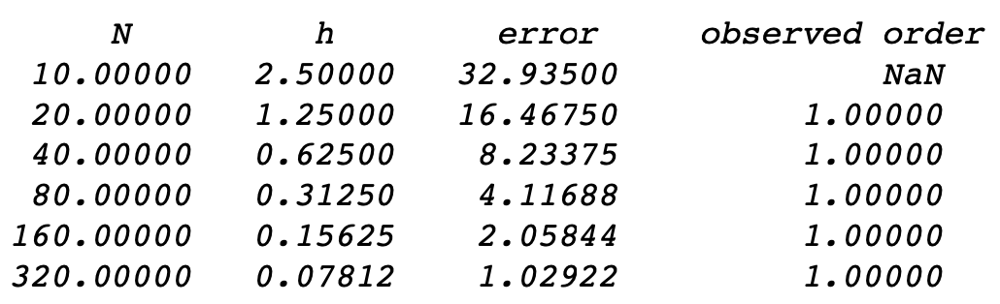 N h error observed order
10.00000 2.50000 32.93500 NaN
20.00000 1.25000 16.46750 1.00000
40.00000 0.62500 8.23375 1.00000
80.00000 0.31250 4.11688 1.00000
160.00000 0.15625 2.05844 1.00000
320.00000 0.07812 1.02922 1.00000